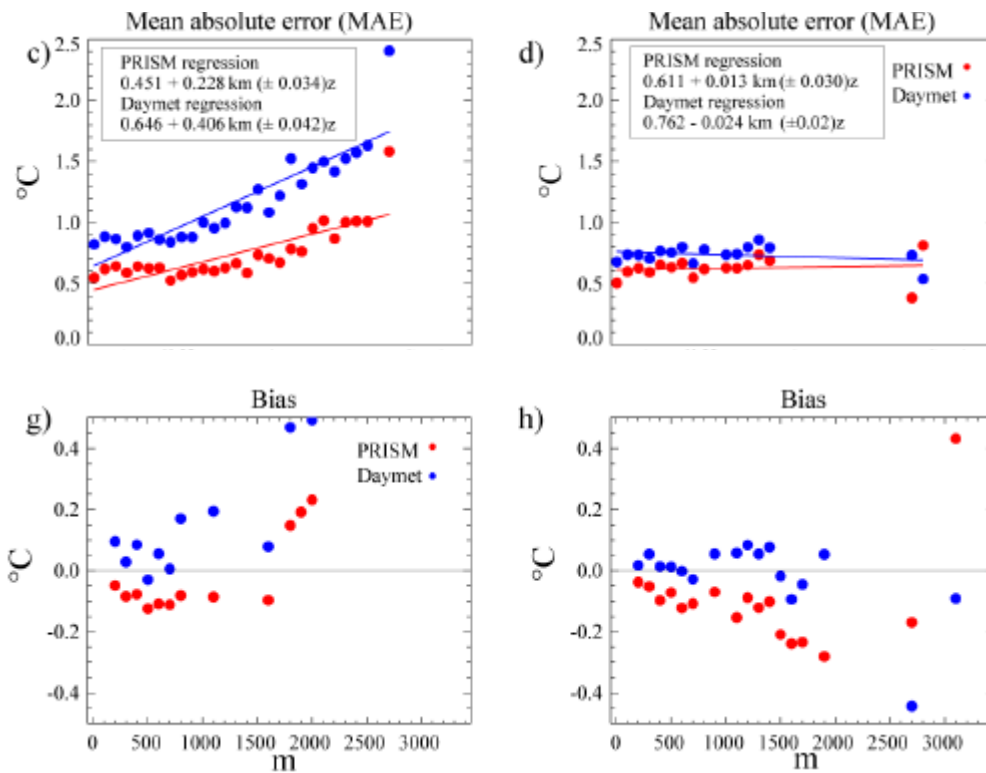 Mean absolute error (MAE)
c)
2.5
2.0
1.5
1.0
0.5
0.0
°C
PRISM regression
0.451 + 0.228 km (± 0.034)z
Daymet regression
0.646 + 0.406 km (± 0.042)z
Mean absolute error (MAE)
d)
2.5
2.0
1.5
1.0
0.5
0.0
°C
PRISM regression
0.611 + 0.013 km (± 0.030)z
Daymet regression
0.762 - 0.024 km (±0.02)z
PRISM
Daymet
Bias
g)
0.4
0.2
0.0
-0.2
-0.4
°C
PRISM
Daymet
0 500 1000 1500 2000 2500 3000
m
Bias
h)
0.4
0.2
0.0
-0.2
-0.4
°C
0 500 1000 1500 2000 2500 3000
m